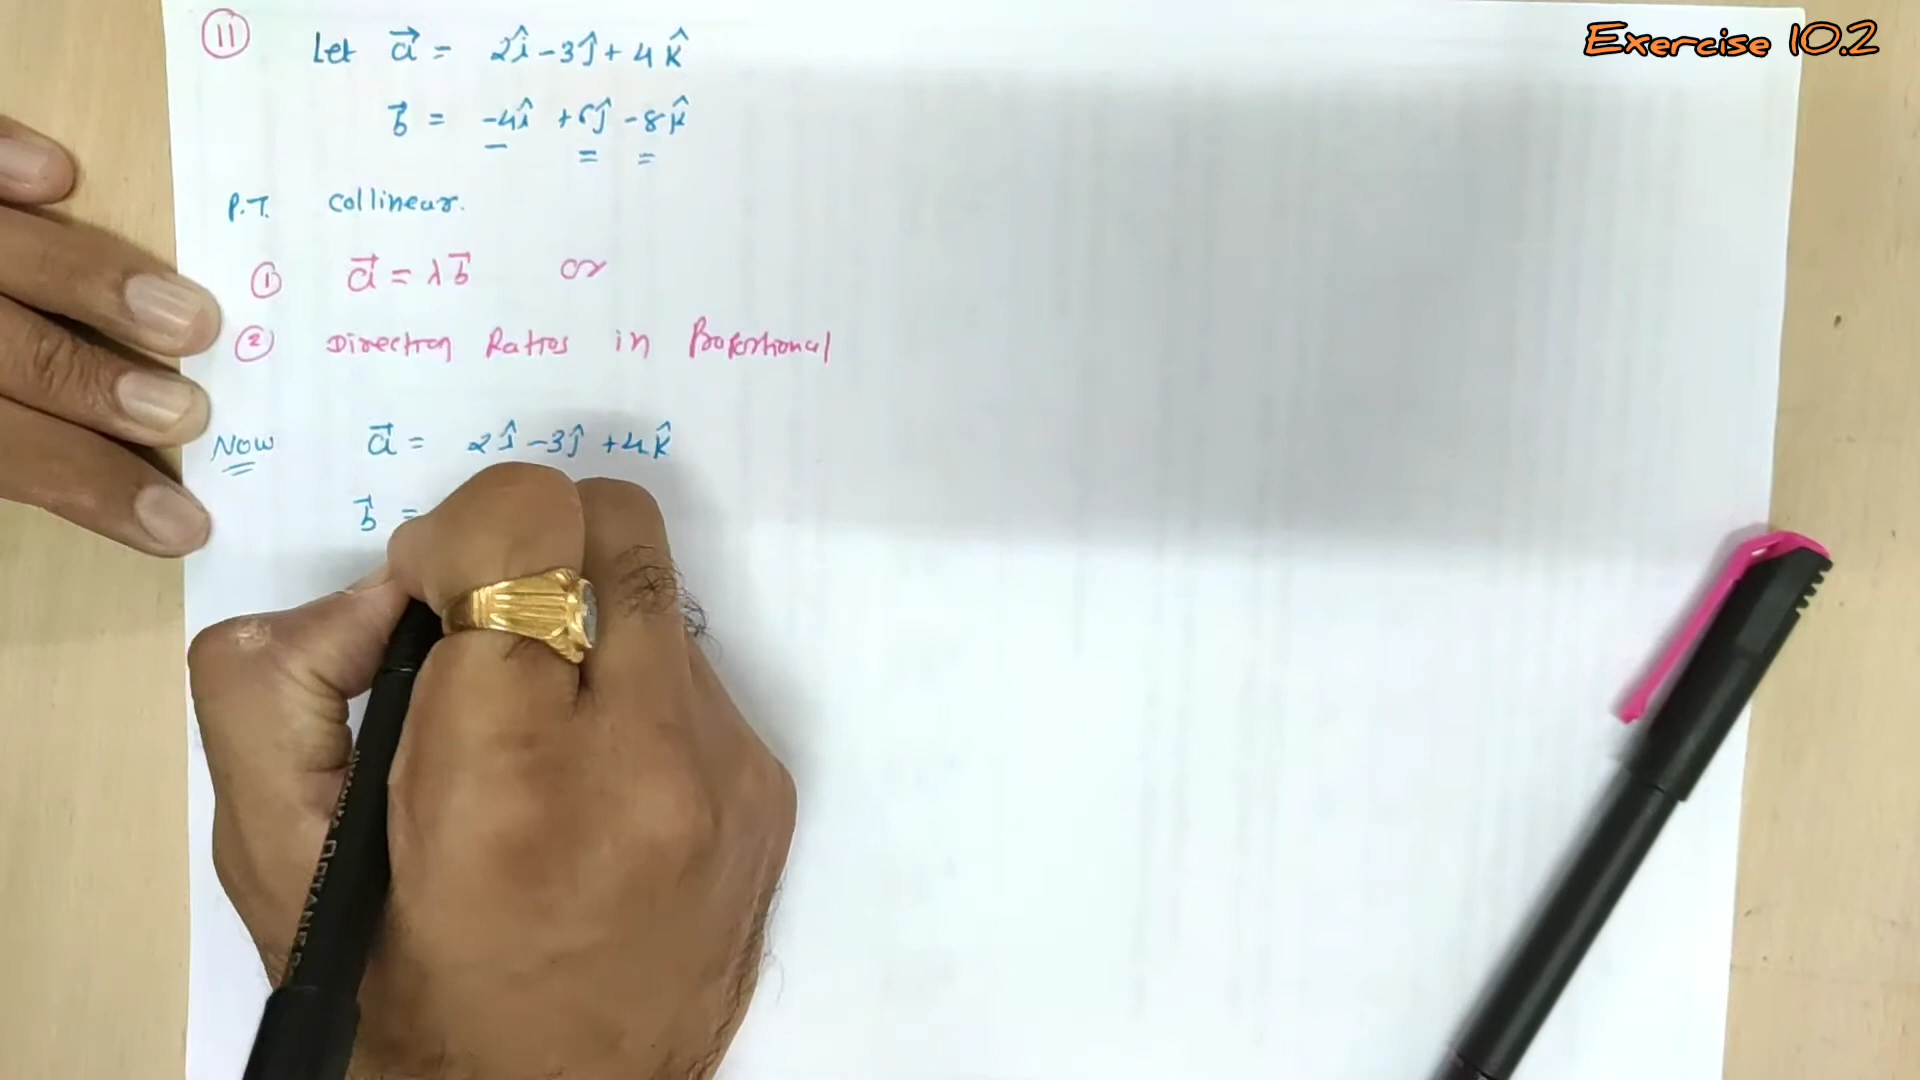 Exercise 10.2
11 Let a⃗ = 2î - 3ĵ + 4k̂
b⃗ = -4î + 6ĵ - 8k̂
P.T. Collinear.
1 a⃗ = λb⃗ or
2 Direction Ratios in Proportional
Now a⃗ = 2î - 3ĵ + 4k̂
b⃗ =